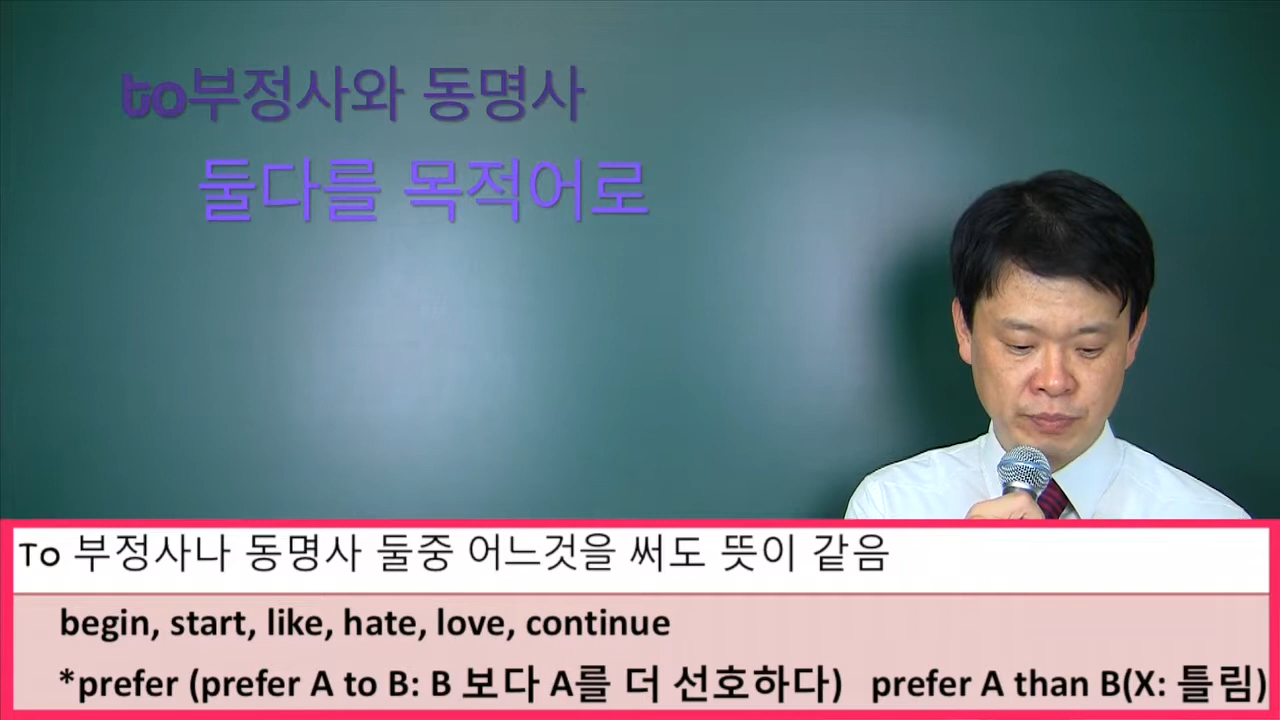 to부정사와 동명사
둘다를 목적어로
To 부정사나 동명사 둘중 어느것을 써도 뜻이 같음
begin, start, like, hate, love, continue
*prefer (prefer A to B: B 보다 A를 더 선호하다) prefer A than B(X: 틀림)